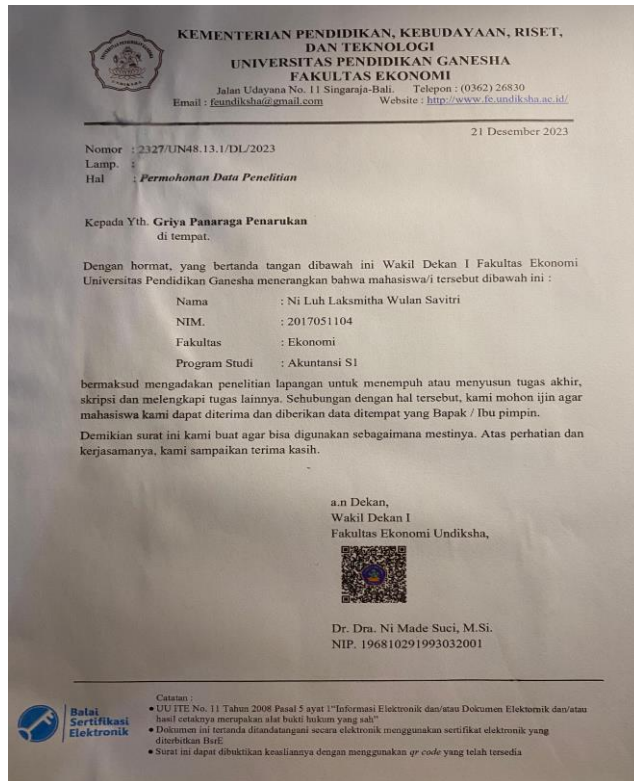 KEMENTERIAN PENDIDIKAN, KEBUDAYAAN, RISET,
DAN TEKNOLOGI
UNIVERSITAS PENDIDIKAN GANESHA
FAKULTAS EKONOMI
Jalan Udayana No. 11 Singaraja-Bali. Telepon : (0362) 26830
Email : feundiksha@gmail.com Website : http://www.fe.undiksha.ac.id/
21 Desember 2023
Nomor : 2327/UN48.13.1/DL/2023
Lamp. :
Hal : Permohonan Data Penelitian
Kepada Yth. Griya Panaraga Penarukan
di tempat.
Dengan hormat, yang bertanda tangan dibawah ini Wakil Dekan I Fakultas Ekonomi
Universitas Pendidikan Ganesha menerangkan bahwa mahasiswa/i tersebut dibawah ini :
Nama : Ni Luh Laksmitha Wulan Savitri
NIM. : 2017051104
Fakultas : Ekonomi
Program Studi : Akuntansi S1
bermaksud mengadakan penelitian lapangan untuk menempuh atau menyusun tugas akhir,
skripsi dan melengkapi tugas lainnya. Sehubungan dengan hal tersebut, kami mohon ijin agar
mahasiswa kami dapat diterima dan diberikan data ditempat yang Bapak / Ibu pimpin.
Demikian surat ini kami buat agar bisa digunakan sebagaimana mestinya. Atas perhatian dan
kerjasamanya, kami sampaikan terima kasih.
a.n Dekan,
Wakil Dekan I
Fakultas Ekonomi Undiksha,
Dr. Dra. Ni Made Suci, M.Si.
NIP. 196810291993032001
Balai
Sertifikasi
Elektronik
Catatan :
• UU ITE No. 11 Tahun 2008 Pasal 5 ayat 1 "Informasi Elektronik dan/atau Dokumen Elektornik dan/atau
hasil cetaknya merupakan alat bukti hukum yang sah"
• Dokumen ini tertanda ditandatangani secara elektronik menggunakan sertifikat elektronik yang
diterbitkan BsrE
• Surat ini dapat dibuktikan keasliannya dengan menggunakan qr code yang telah tersedia